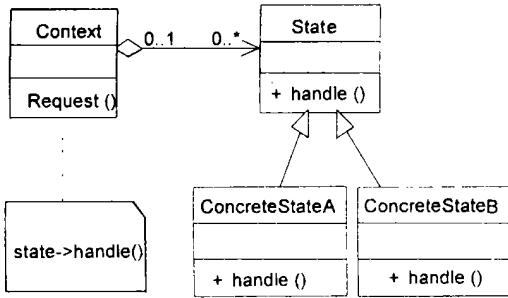 Context
0..1
0..*
State
Request ()
+ handle ()
state->handle()
ConcreteStateA
ConcreteStateB
+ handle ()
+ handle ()